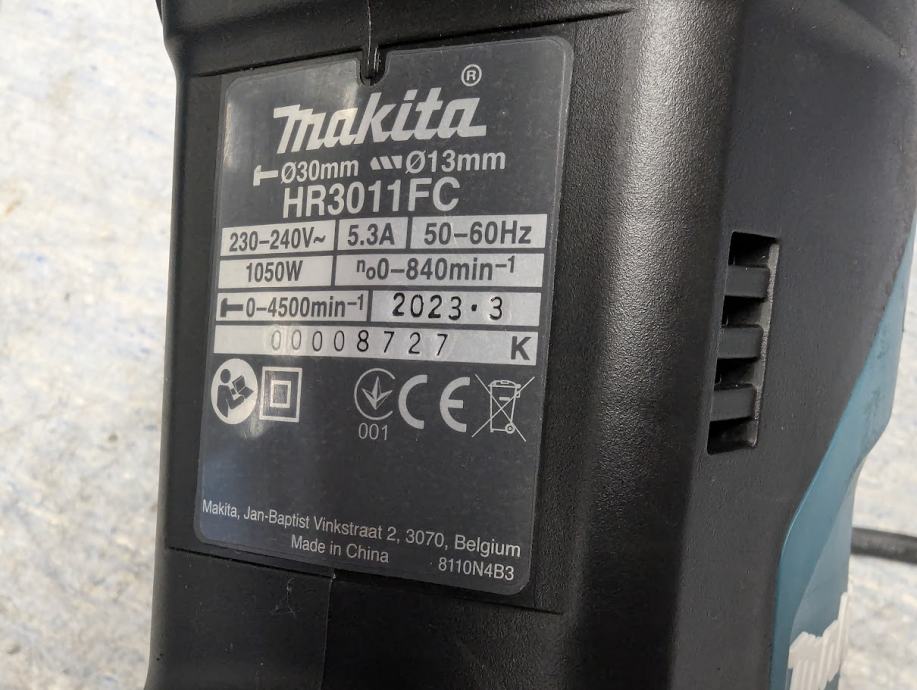 makita®
Ø30mm Ø13mm
HR3011FC
230–240V~ 5.3A 50–60Hz
1050W n₀0–840min⁻¹
0–4500min⁻¹ 2023·3
00008727 K
001 CE
Makita, Jan-Baptist Vinkstraat 2, 3070, Belgium
Made in China
8110N4B3